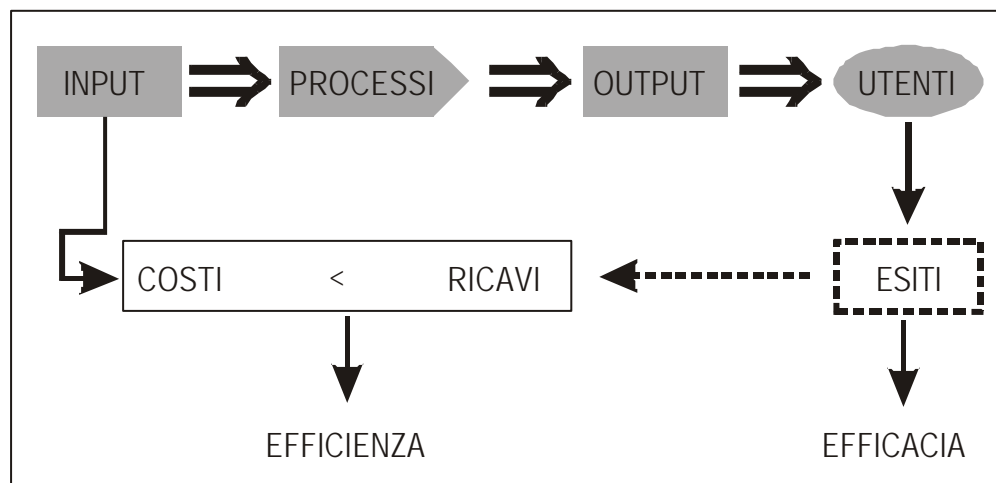 INPUT PROCESSI OUTPUT UTENTI
COSTI < RICAVI ESITI
EFFICIENZA EFFICACIA